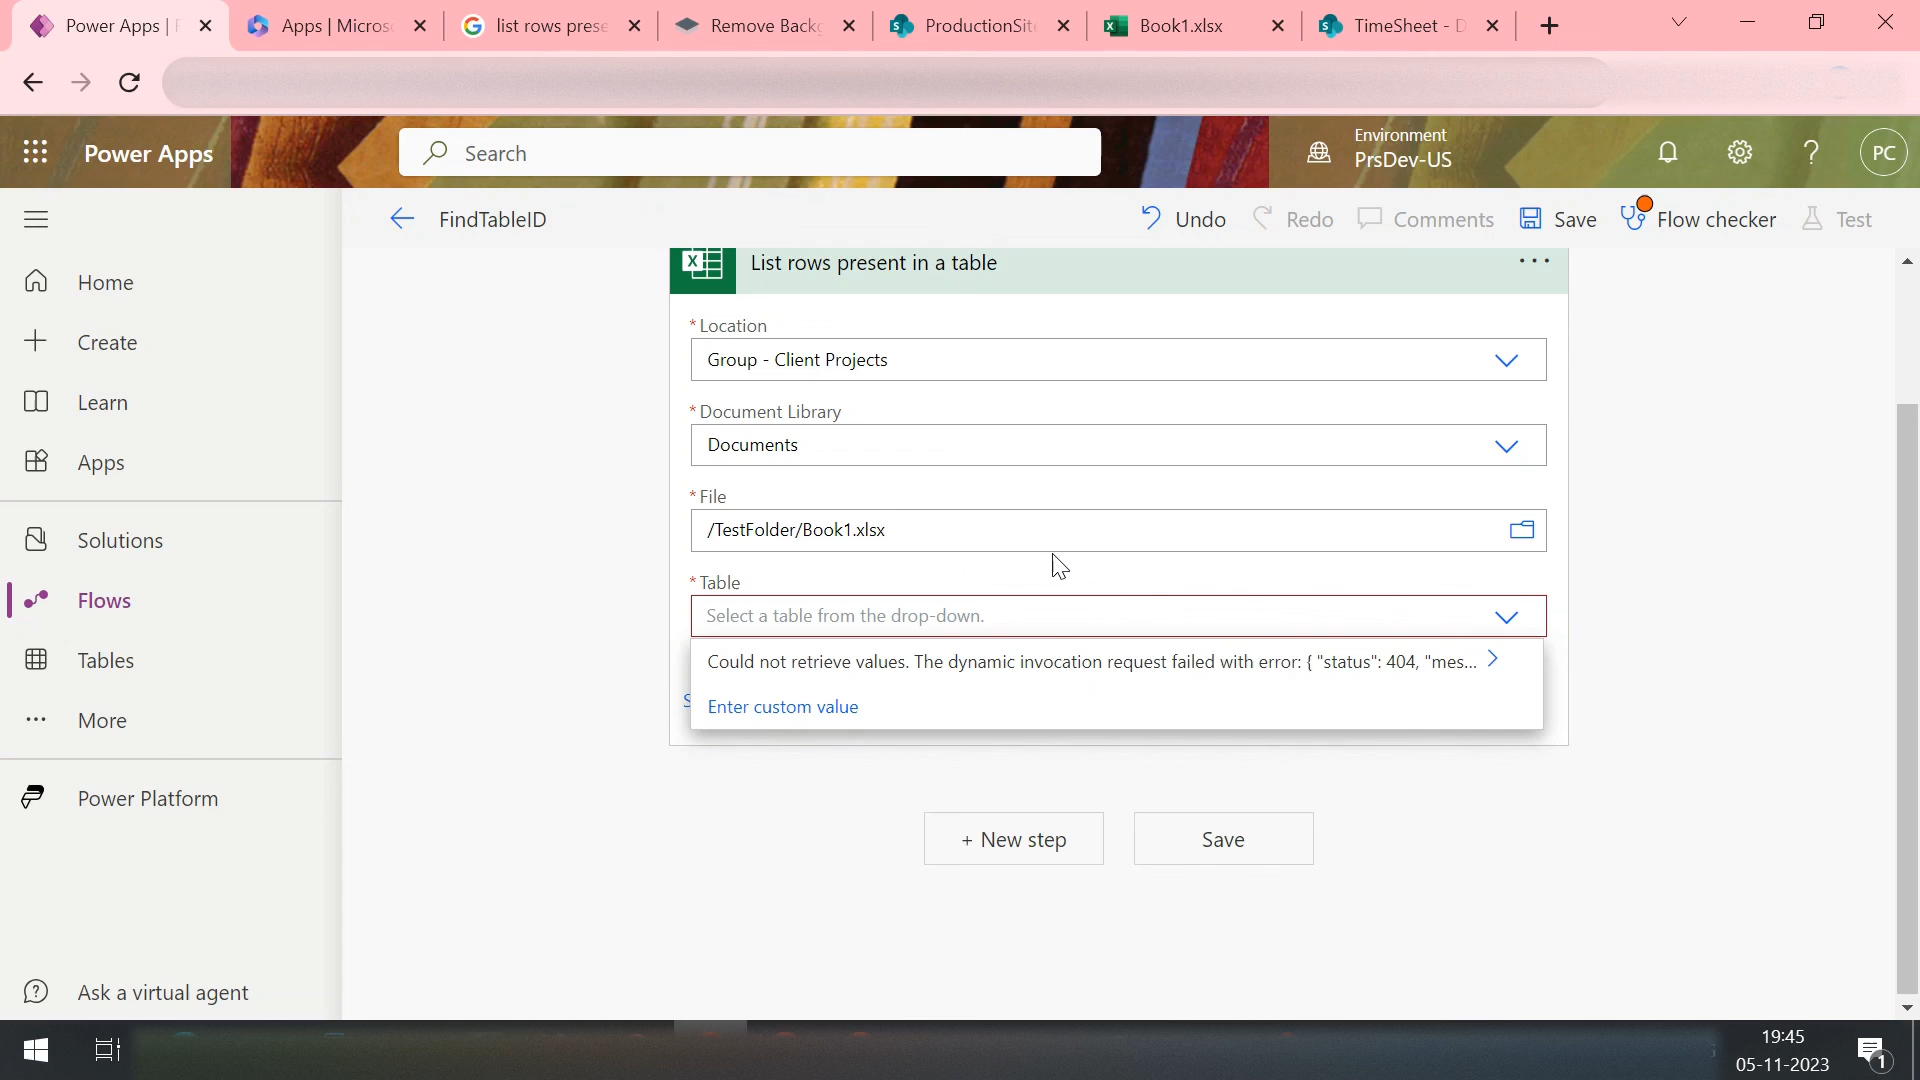 Power Apps | F
Apps | Micros
list rows prese
Remove Backg
ProductionSite
Book1.xlsx
TimeSheet - D
Power Apps
Search
Environment
PrsDev-US
PC
FindTableID
Undo
Redo
Comments
Save
Flow checker
Test
Home
Create
Learn
Apps
Solutions
Flows
Tables
More
Power Platform
Ask a virtual agent
List rows present in a table
* Location
Group - Client Projects
* Document Library
Documents
* File
/TestFolder/Book1.xlsx
* Table
Select a table from the drop-down.
Could not retrieve values. The dynamic invocation request failed with error: { "status": 404, "mes...
Enter custom value
+ New step
Save
19:45
05-11-2023
1